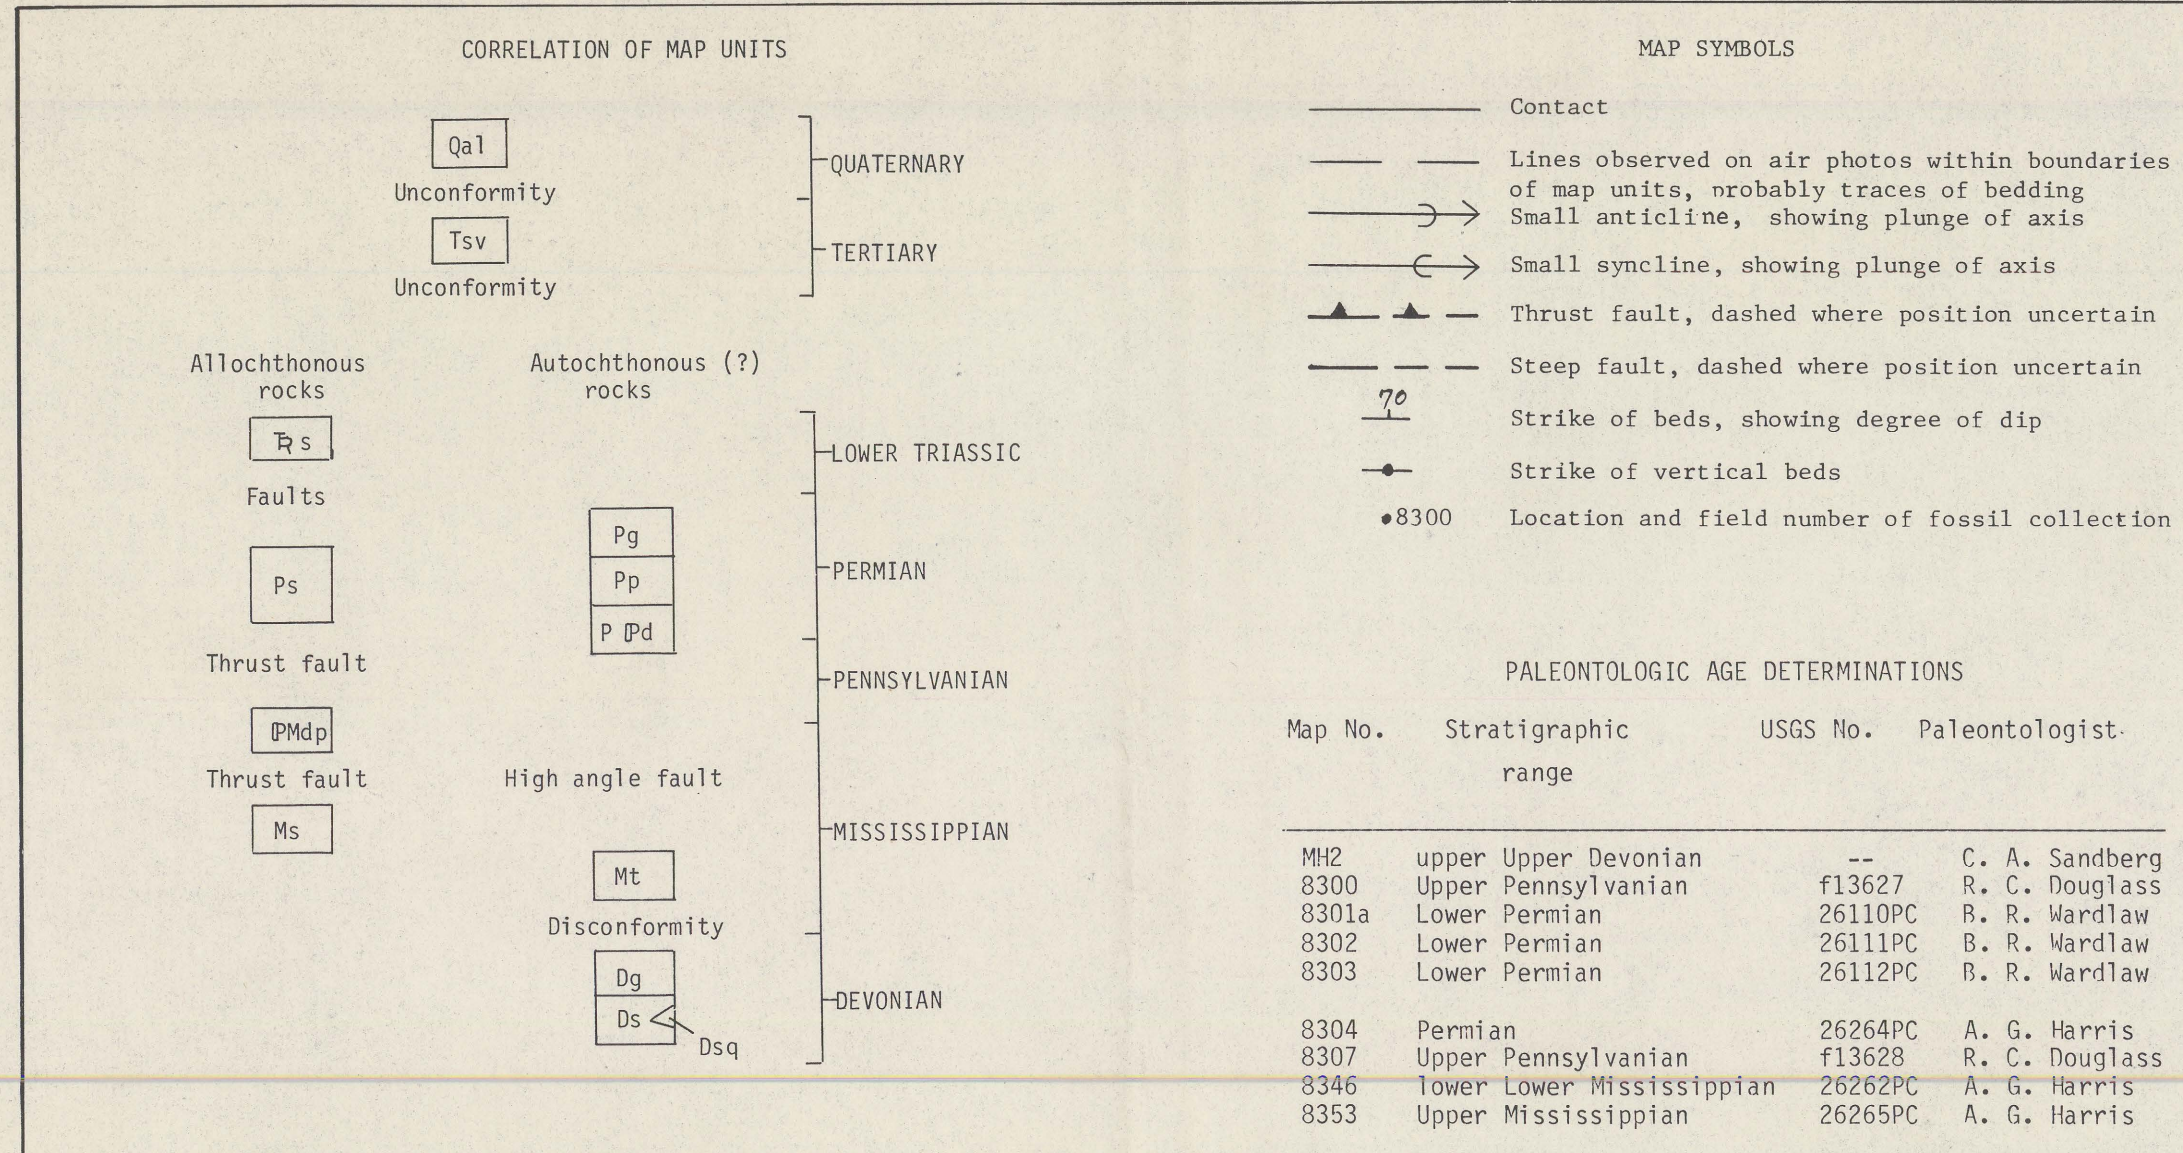 CORRELATION OF MAP UNITS
Qal
Unconformity
Tsv
Unconformity
QUATERNARY
TERTIARY
Allochthonous
rocks
Autochthonous (?)
rocks
TRs
Faults
Ps
Thrust fault
ℙMdp
Thrust fault
Ms
Pg
Pp
PℙPd
High angle fault
Mt
Disconformity
Dg
Ds
Dsq
LOWER TRIASSIC
PERMIAN
PENNSYLVANIAN
MISSISSIPPIAN
DEVONIAN
MAP SYMBOLS
Contact
Lines observed on air photos within boundaries
of map units, probably traces of bedding
Small anticline, showing plunge of axis
Small syncline, showing plunge of axis
Thrust fault, dashed where position uncertain
Steep fault, dashed where position uncertain
70
Strike of beds, showing degree of dip
Strike of vertical beds
8300 Location and field number of fossil collection
PALEONTOLOGIC AGE DETERMINATIONS
Map No. Stratigraphic USGS No. Paleontologist
range
MH2 upper Upper Devonian -- C. A. Sandberg
8300 Upper Pennsylvanian f13627 R. C. Douglass
8301a Lower Permian 26110PC B. R. Wardlaw
8302 Lower Permian 26111PC B. R. Wardlaw
8303 Lower Permian 26112PC B. R. Wardlaw
8304 Permian 26264PC A. G. Harris
8307 Upper Pennsylvanian f13628 R. C. Douglass
8346 lower Lower Mississippian 26262PC A. G. Harris
8353 Upper Mississippian 26265PC A. G. Harris